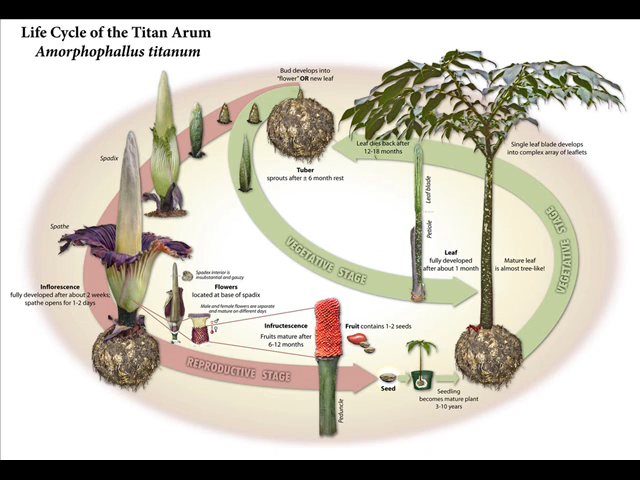 Life Cycle of the Titan Arum
Amorphophallus titanum
Bud develops into
"flower" OR new leaf
Spadix
Spathe
Tuber
sprouts after ± 6 month rest
Leaf dies back after
12-18 months
Single leaf blade develops
into complex array of leaflets
Leaf blade
Petiole
VEGETATIVE STAGE
VEGETATIVE STAGE
Leaf
fully developed
after about 1 month
Mature leaf
is almost tree-like!
Inflorescence
fully developed after about 2 weeks;
spathe opens for 1-2 days
Spadix interior is
insubstantial and gauzy
Flowers
located at base of spadix
Male and female flowers are separate
and mature on different days
Infructescence
Fruits mature after
6-12 months
Fruit contains 1-2 seeds
REPRODUCTIVE STAGE
Peduncle
Seed
Seedling
becomes mature plant
3-10 years